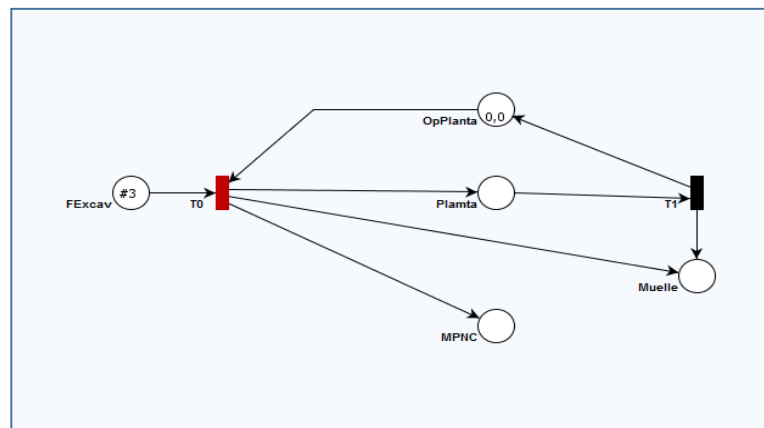 0,0
OpPlanta
#3
FExcav
T0
Plamta
T1
Muelle
MPNC